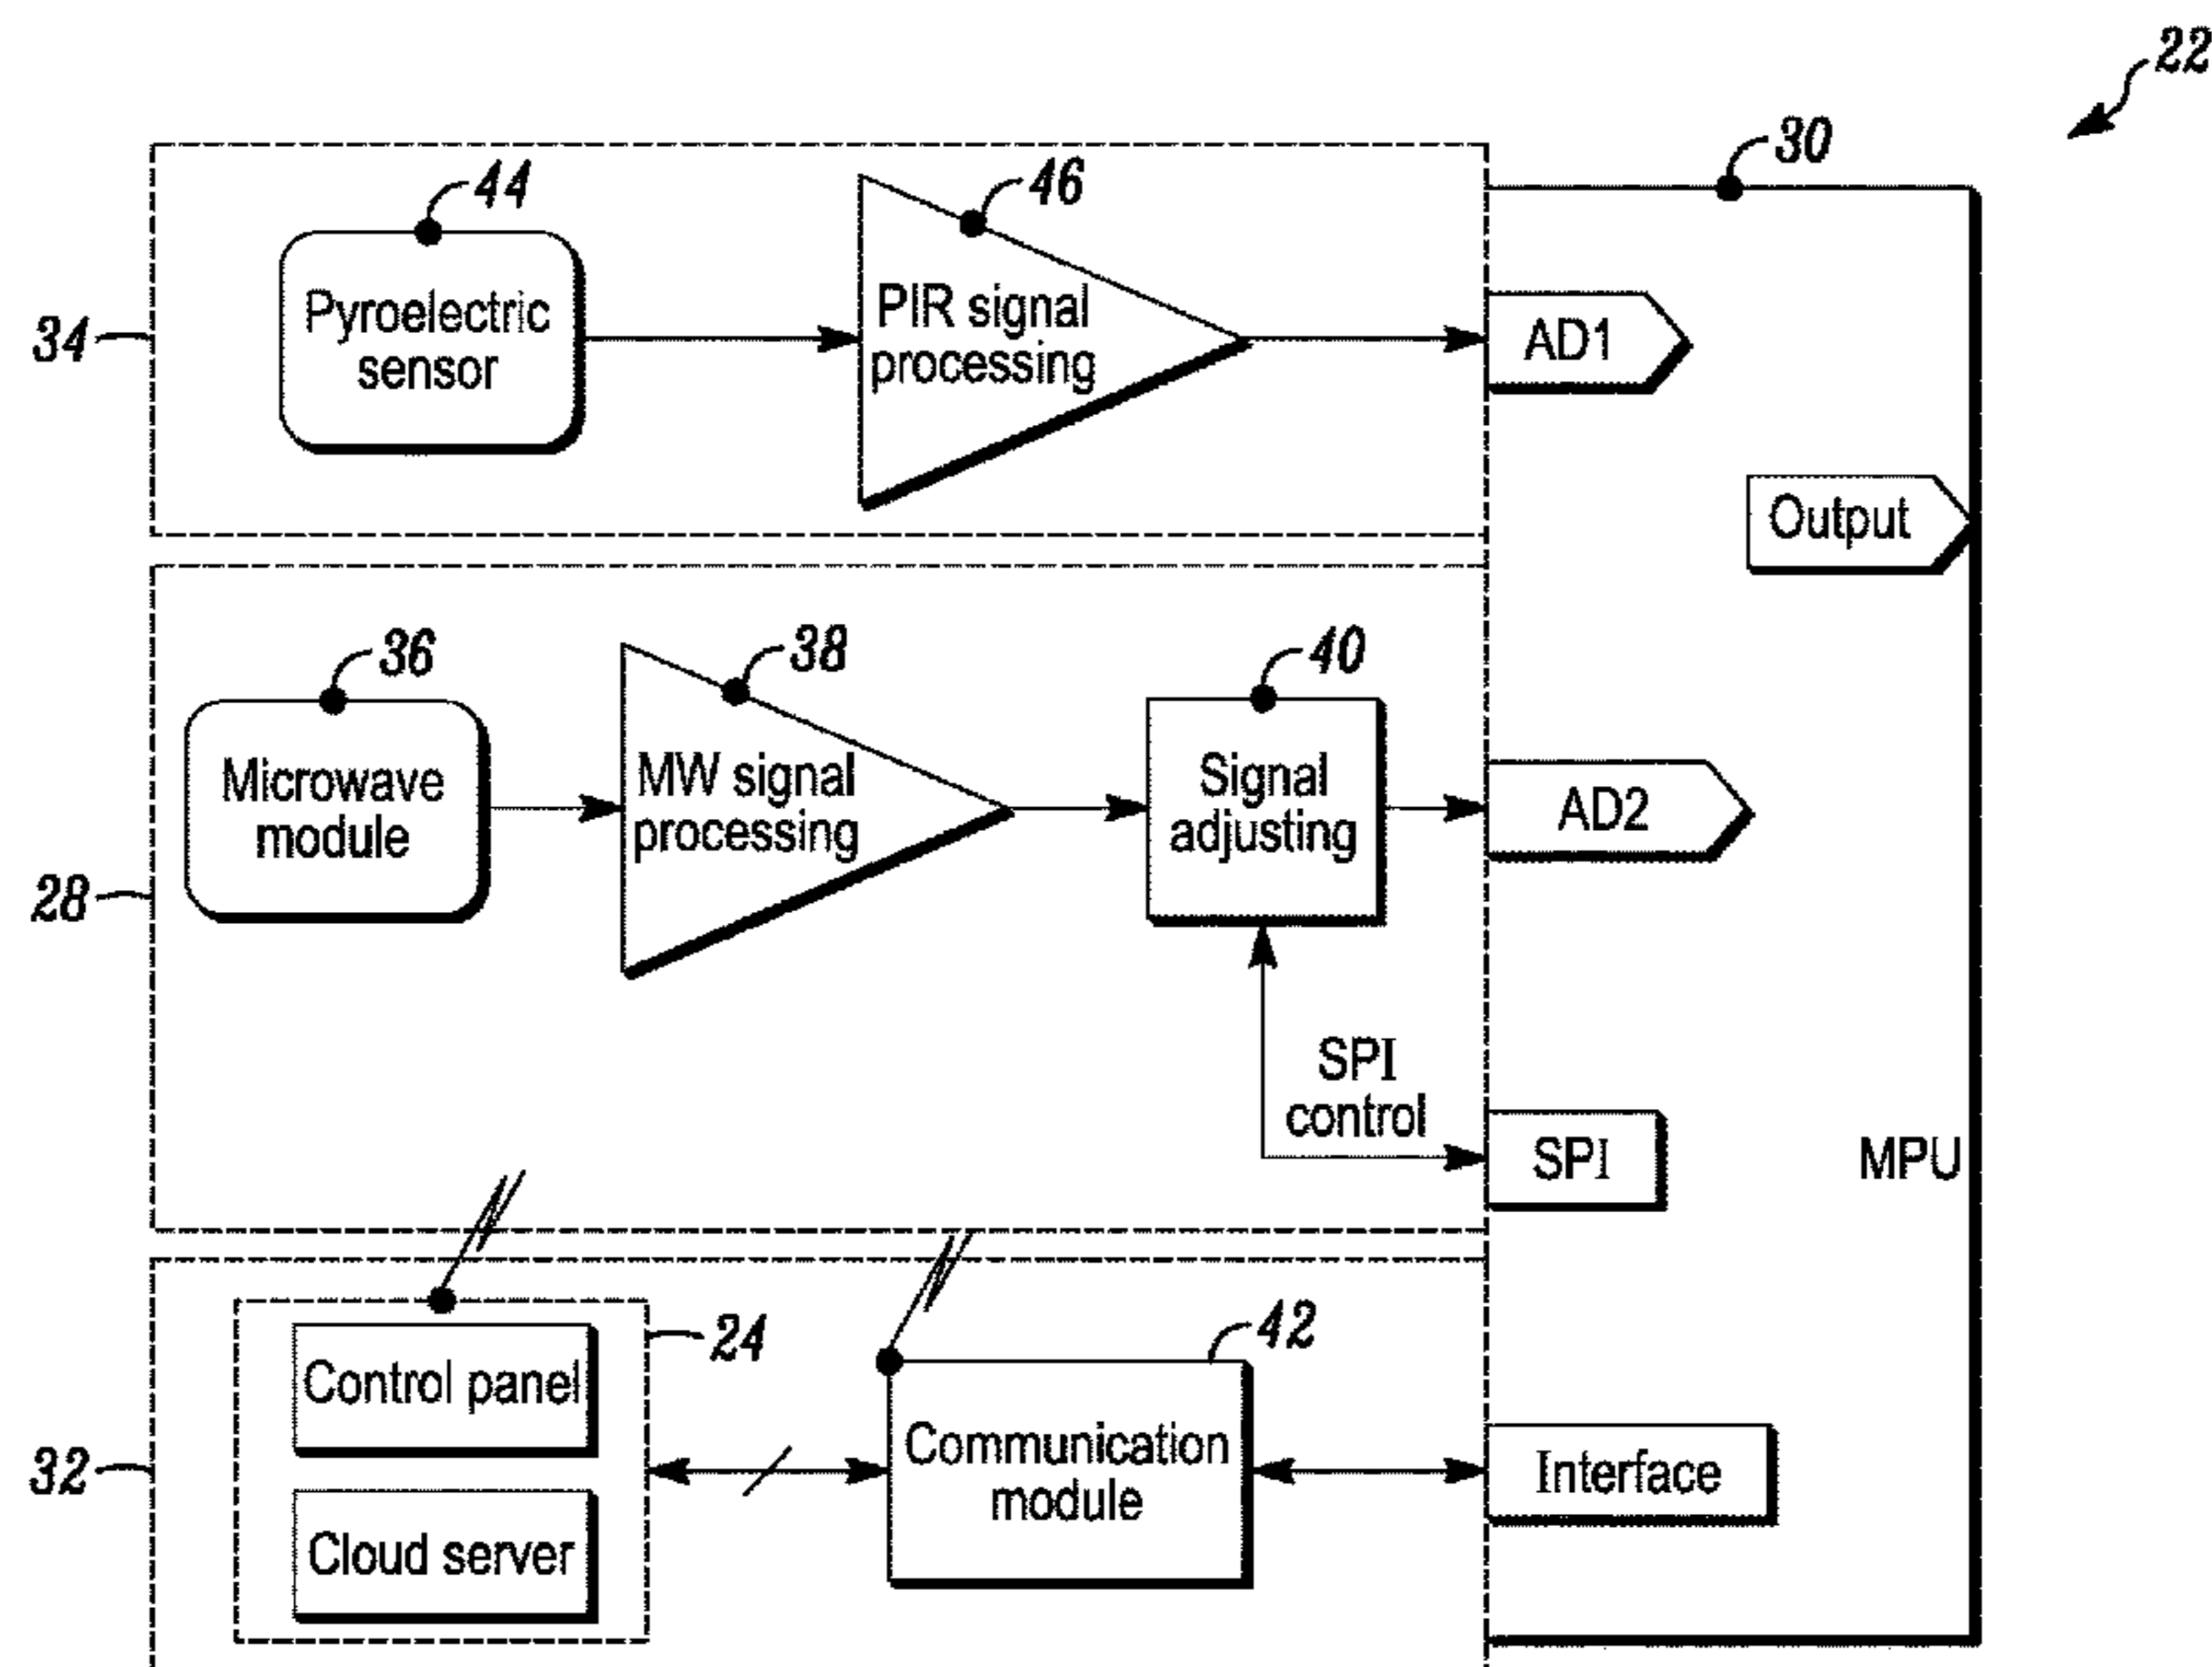 22
30
44
46
Pyroelectric
sensor
PIR signal
processing
AD1
34
Output
36
38
40
Microwave
module
MW signal
processing
Signal
adjusting
AD2
28
SPI
control
SPI
MPU
24
42
Control panel
Communication
module
Interface
32
Cloud server